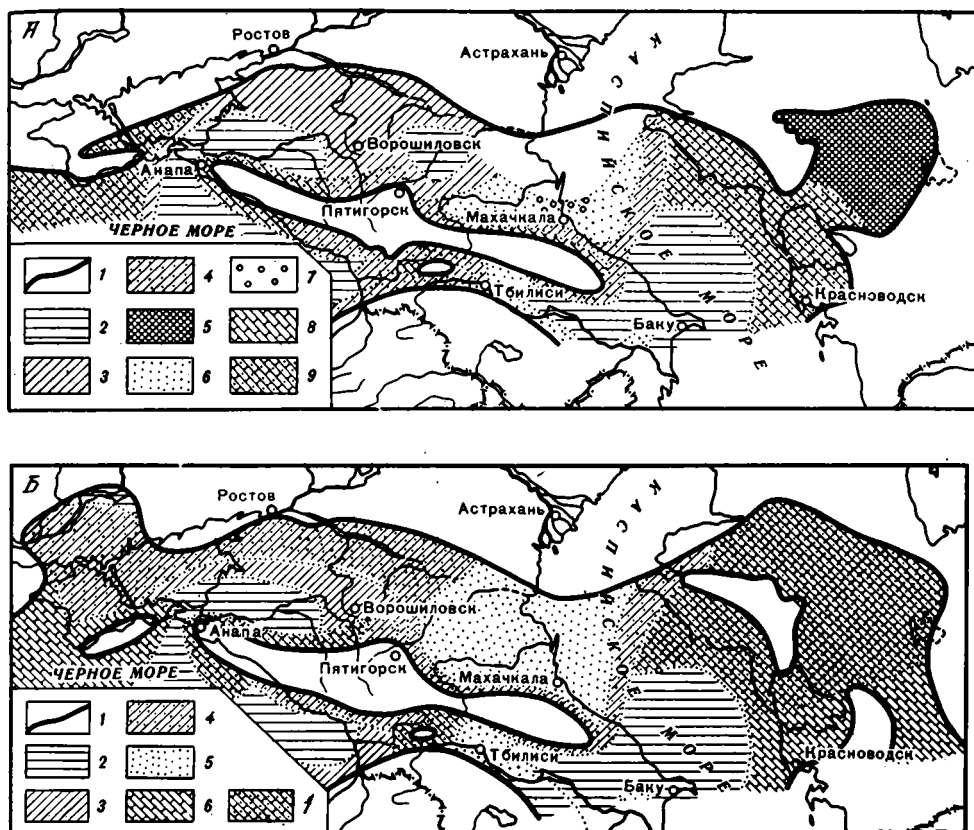 А
Ростов
Астрахань
КАСПИЙСКОЕ МОРЕ
Ворошиловск
Анапа
Пятигорск
Махачкала
ЧЕРНОЕ МОРЕ
Тбилиси
Красноводск
Баку
1 4 7
2 5 8
3 6 9
Б
Ростов
Астрахань
КАСПИЙСКОЕ МОРЕ
Ворошиловск
Анапа
Пятигорск
Махачкала
ЧЕРНОЕ МОРЕ
Тбилиси
Красноводск
Баку
1 4
2 5
3 6